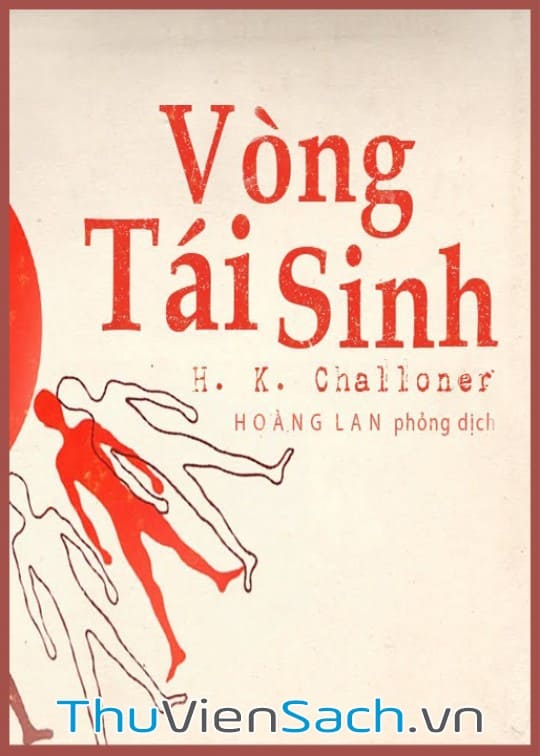 Vòng
Tái Sinh
H. K. Challoner
HOÀNG LAN phỏng dịch
ThuVienSach.vn